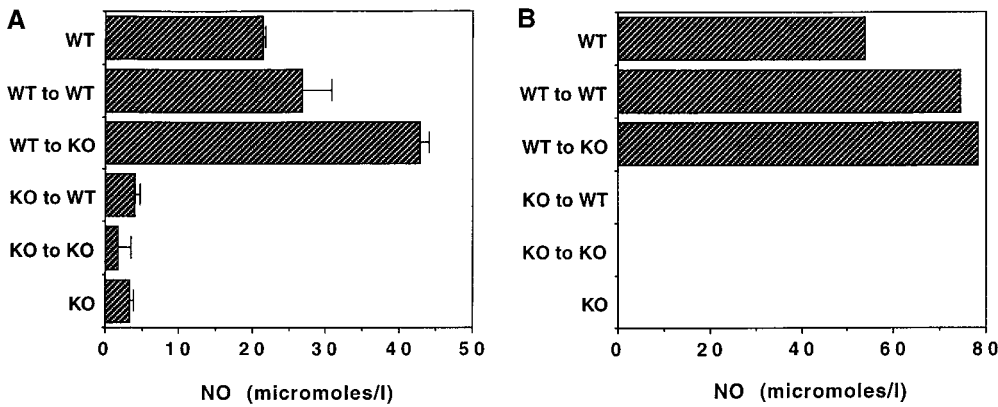 A
WT
WT to WT
WT to KO
KO to WT
KO to KO
KO
0 10 20 30 40 50
NO (micromoles/l)
B
WT
WT to WT
WT to KO
KO to WT
KO to KO
KO
0 20 40 60 80
NO (micromoles/l)